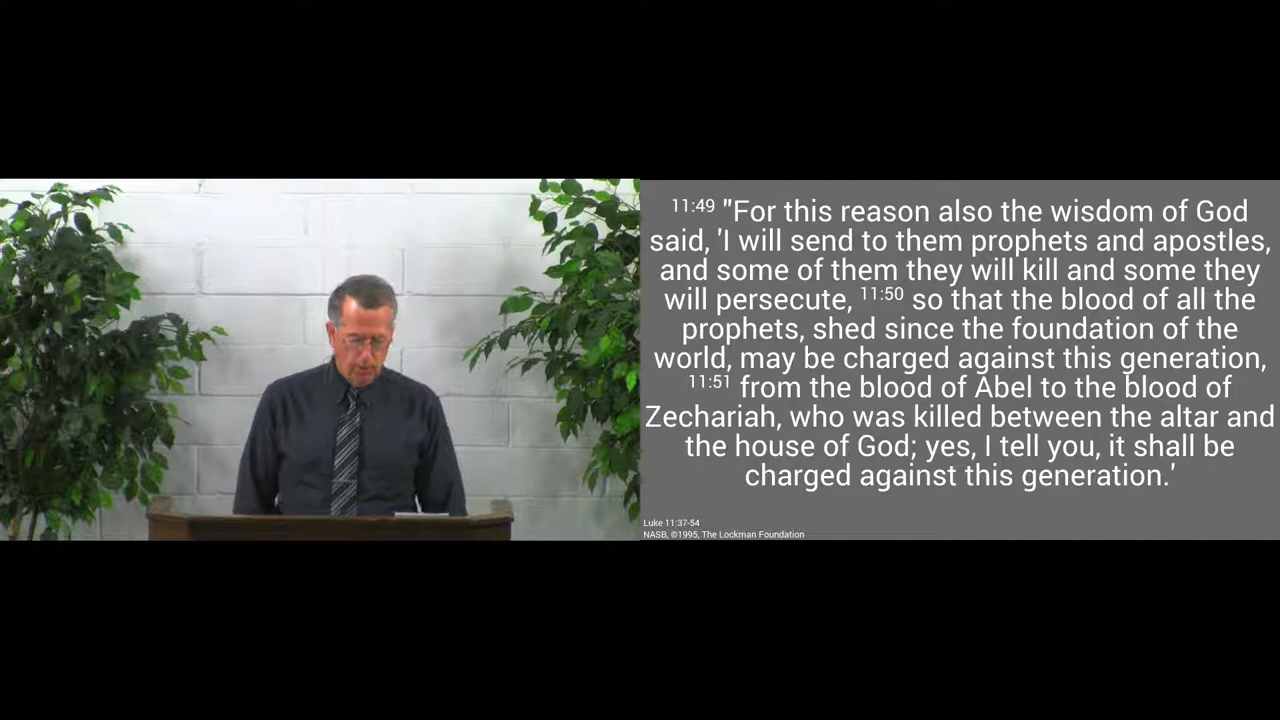 11:49 "For this reason also the wisdom of God
said, 'I will send to them prophets and apostles,
and some of them they will kill and some they
will persecute, 11:50 so that the blood of all the
prophets, shed since the foundation of the
world, may be charged against this generation,
11:51 from the blood of Abel to the blood of
Zechariah, who was killed between the altar and
the house of God; yes, I tell you, it shall be
charged against this generation.'
Luke 11:37-54
NASB, ©1995, The Lockman Foundation